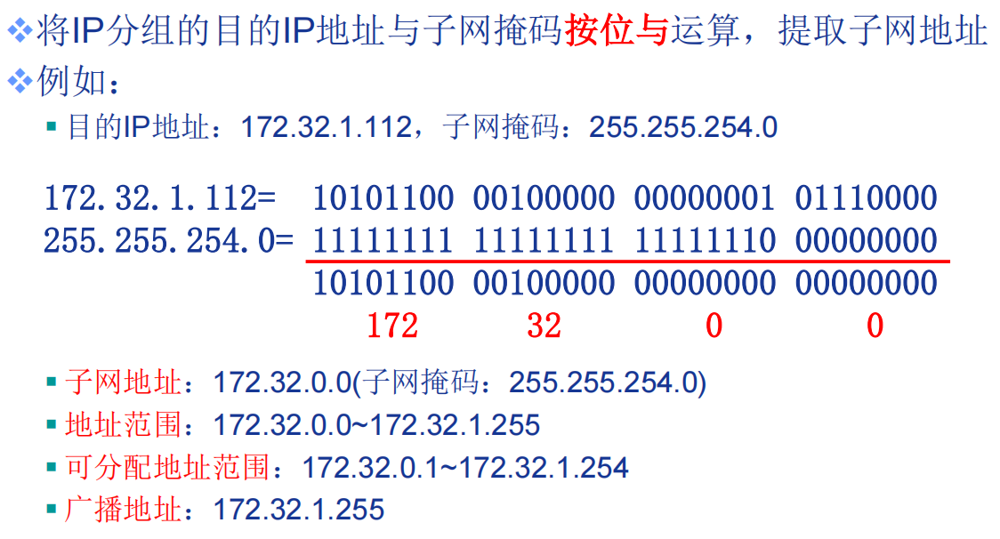 将IP分组的目的IP地址与子网掩码按位与运算，提取子网地址
例如：
目的IP地址：172.32.1.112，子网掩码：255.255.254.0
172.32.1.112= 10101100 00100000 00000001 01110000
255.255.254.0= 11111111 11111111 11111110 00000000
10101100 00100000 00000000 00000000
172 32 0 0
子网地址：172.32.0.0(子网掩码：255.255.254.0)
地址范围：172.32.0.0~172.32.1.255
可分配地址范围：172.32.0.1~172.32.1.254
广播地址：172.32.1.255